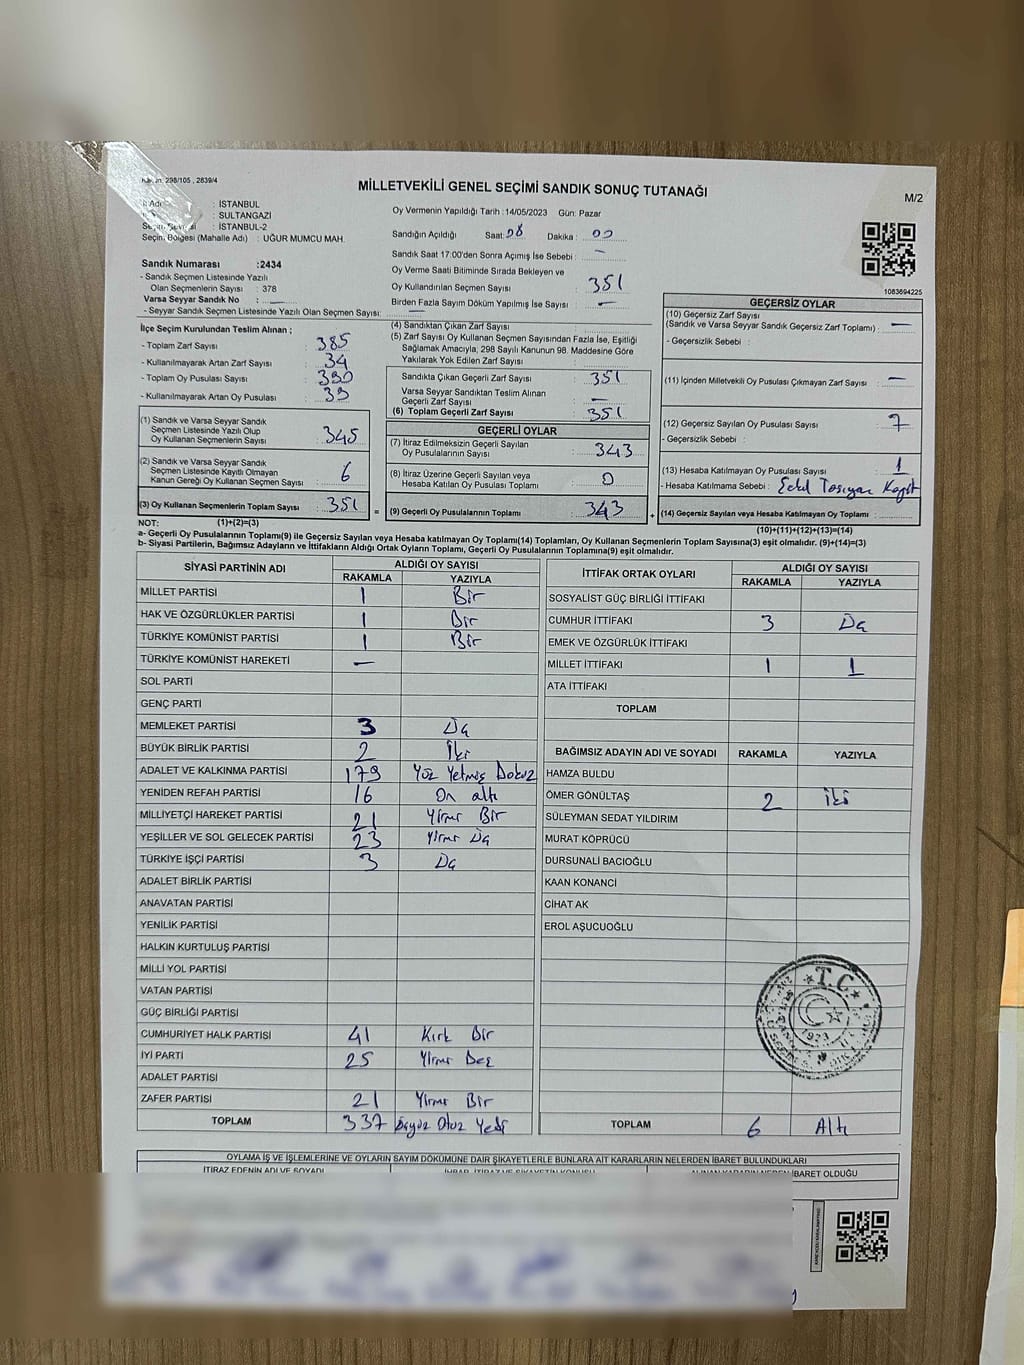 298/105 , 2839/4
MİLLETVEKİLİ GENEL SEÇİMİ SANDIK SONUÇ TUTANAĞI
M/2
: İSTANBUL
: SULTANGAZİ
: İSTANBUL-2
Seçim Bölgesi (Mahalle Adı) : UĞUR MUMCU MAH.
Oy Vermenin Yapıldığı Tarih :14/05/2023 Gün: Pazar
Sandığın Açıldığı Saat: 08 Dakika : 00
Sandık Saat 17:00'den Sonra Açımış İse Sebebi : —
Oy Verme Saati Bitiminde Sırada Bekleyen ve
Oy Kullandırılan Seçmen Sayısı : 351
Birden Fazla Sayım Döküm Yapılmış İse Sayısı : —
1083694225
Sandık Numarası :2434
- Sandık Seçmen Listesinde Yazılı
Olan Seçmenlerin Sayısı : 378
Varsa Seyyar Sandık No : —
- Seyyar Sandık Seçmen Listesinde Yazılı Olan Seçmen Sayısı: —
İlçe Seçim Kurulundan Teslim Alınan ;
- Toplam Zarf Sayısı : 385
- Kullanılmayarak Artan Zarf Sayısı : 34
- Toplam Oy Pusulası Sayısı : 390
- Kullanılmayarak Artan Oy Pusulası : 39
(1) Sandık ve Varsa Seyyar Sandık
Seçmen Listesinde Yazılı Olup
Oy Kullanan Seçmenlerin Sayısı : 345
(2) Sandık ve Varsa Seyyar Sandık
Seçmen Listesinde Kayıtlı Olmayan
Kanun Gereği Oy Kullanan Seçmen Sayısı : 6
(3) Oy Kullanan Seçmenlerin Toplam Sayısı : 351 =
(4) Sandıktan Çıkan Zarf Sayısı :
(5) Zarf Sayısı Oy Kullanan Seçmen Sayısından Fazla İse, Eşitliği
Sağlamak Amacıyla, 298 Sayılı Kanunun 98. Maddesine Göre
Yakılarak Yok Edilen Zarf Sayısı :
Sandıkta Çıkan Geçerli Zarf Sayısı : 351
Varsa Seyyar Sandıktan Teslim Alınan
Geçerli Zarf Sayısı : —
(6) Toplam Geçerli Zarf Sayısı : 351
GEÇERLİ OYLAR
(7) İtiraz Edilmeksizin Geçerli Sayılan
Oy Pusulalarının Sayısı : 343
(8) İtiraz Üzerine Geçerli Sayılan veya
Hesaba Katılan Oy Pusulası Toplamı : 0
(9) Geçerli Oy Pusulalarının Toplamı : 343 +
GEÇERSİZ OYLAR
(10) Geçersiz Zarf Sayısı
(Sandık ve Varsa Seyyar Sandık Geçersiz Zarf Toplamı) : —
- Geçersizlik Sebebi :
(11) İçinden Milletvekili Oy Pusulası Çıkmayan Zarf Sayısı : —
(12) Geçersiz Sayılan Oy Pusulası Sayısı : 7
- Geçersizlik Sebebi :
(13) Hesaba Katılmayan Oy Pusulası Sayısı : 1
- Hesaba Katılmama Sebebi :
(14) Geçersiz Sayılan veya Hesaba Katılmayan Oy Toplamı :
NOT: (1)+(2)=(3)
(10)+(11)+(12)+(13)=(14)
a- Geçerli Oy Pusulaları Toplamı(9) ile Geçersiz Sayılan veya Hesaba katılmayan Oy Toplamı(14) Toplamları, Oy Kullanan Seçmenlerin Toplam Sayısına(3) eşit olmalıdır. (9)+(14)=(3)
b- Siyasi Partilerin, Bağımsız Adayların ve İttifakların Aldığı Ortak Oyların Toplamı, Geçerli Oy Pusulalarının Toplamına(9) eşit olmalıdır.
SİYASİ PARTİNİN ADI ALDIĞI OY SAYISI
RAKAMLA YAZIYLA
MİLLET PARTİSİ 1 Bir
HAK VE ÖZGÜRLÜKLER PARTİSİ 1 Bir
TÜRKİYE KOMÜNİST PARTİSİ 1 Bir
TÜRKİYE KOMÜNİST HAREKETİ —
SOL PARTİ
GENÇ PARTİ
MEMLEKET PARTİSİ 3 Üç
BÜYÜK BİRLİK PARTİSİ 2 İki
ADALET VE KALKINMA PARTİSİ 179 Yüz Yetmiş Dokuz
YENİDEN REFAH PARTİSİ 16 On altı
MİLLİYETÇİ HAREKET PARTİSİ 21 Yirmi Bir
YEŞİLLER VE SOL GELECEK PARTİSİ 23 Yirmi Üç
TÜRKİYE İŞÇİ PARTİSİ 3 Üç
ADALET BİRLİK PARTİSİ
ANAVATAN PARTİSİ
YENİLİK PARTİSİ
HALKIN KURTULUŞ PARTİSİ
MİLLİ YOL PARTİSİ
VATAN PARTİSİ
GÜÇ BİRLİĞİ PARTİSİ
CUMHURİYET HALK PARTİSİ 41 Kırk Bir
İYİ PARTİ 25 Yirmi Beş
ADALET PARTİSİ
ZAFER PARTİSİ 21 Yirmi Bir
TOPLAM 337 Üçyüz Otuz Yedi
İTTİFAK ORTAK OYLARI ALDIĞI OY SAYISI
RAKAMLA YAZIYLA
SOSYALİST GÜÇ BİRLİĞİ İTTİFAKI
CUMHUR İTTİFAKI 3 Üç
EMEK VE ÖZGÜRLÜK İTTİFAKI
MİLLET İTTİFAKI 1 1
ATA İTTİFAKI
TOPLAM
BAĞIMSIZ ADAYIN ADI VE SOYADI RAKAMLA YAZIYLA
HAMZA BULDU
ÖMER GÖNÜLTAŞ 2 İki
SÜLEYMAN SEDAT YILDIRIM
MURAT KÖPRÜCÜ
DURSUNALİ BACIOĞLU
KAAN KONANCİ
CİHAT AK
EROL AŞUCUOĞLU
T.C.
1923
TOPLAM 6 Altı
OYLAMA İŞ VE İŞLEMLERİNE VE OYLARIN SAYIM DÖKÜMÜNE DAİR ŞİKAYETLERLE BUNLARA AİT KARARLARIN NELERDEN İBARET BULUNDUKLARI
İTİRAZ EDENİN ADI VE SOYADI
İBARET OLDUĞU